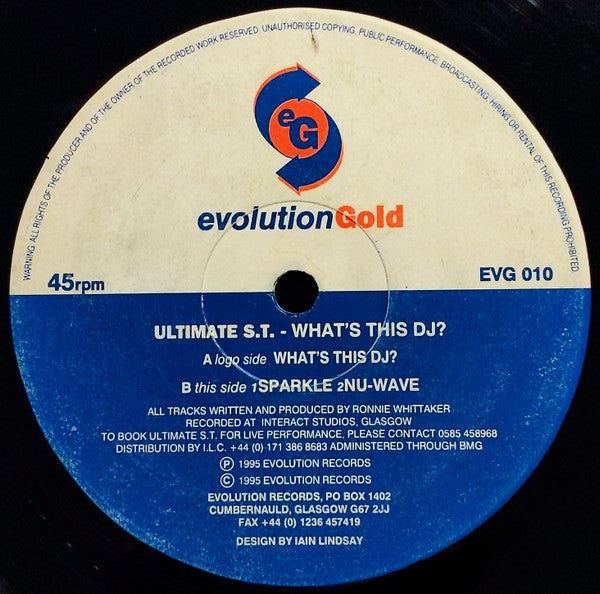 WARNING: ALL RIGHTS OF THE PRODUCER AND OF THE OWNER OF THE RECORDED WORK RESERVED. UNAUTHORISED COPYING, PUBLIC PERFORMANCE, BROADCASTING, HIRING OR RENTAL OF THIS RECORDING PROHIBITED
eG
evolutionGold
45rpm
EVG 010
ULTIMATE S.T. - WHAT'S THIS DJ?
A logo side WHAT'S THIS DJ?
B this side 1SPARKLE 2NU-WAVE
ALL TRACKS WRITTEN AND PRODUCED BY RONNIE WHITTAKER
RECORDED AT INTERACT STUDIOS, GLASGOW
TO BOOK ULTIMATE S.T. FOR LIVE PERFORMANCE, PLEASE CONTACT 0585 458968
DISTRIBUTION BY I.L.C. +44 (0) 171 386 8683 ADMINISTERED THROUGH BMG
Ⓟ 1995 EVOLUTION RECORDS
© 1995 EVOLUTION RECORDS
EVOLUTION RECORDS, PO BOX 1402
CUMBERNAULD, GLASGOW G67 2JJ
FAX +44 (0) 1236 457419
DESIGN BY IAIN LINDSAY